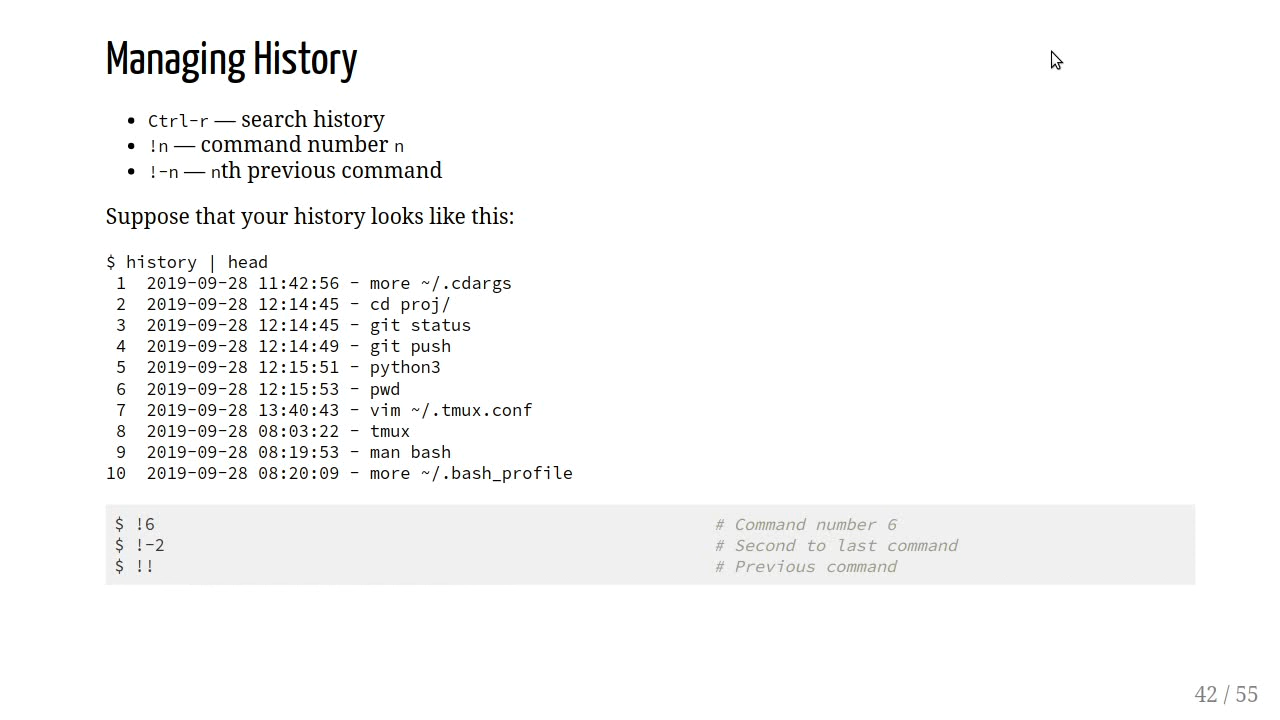 Managing History
• Ctrl-r — search history
• !n — command number n
• !-n — nth previous command
Suppose that your history looks like this:
$ history | head
1  2019-09-28 11:42:56 - more ~/.cdargs
2  2019-09-28 12:14:45 - cd proj/
3  2019-09-28 12:14:45 - git status
4  2019-09-28 12:14:49 - git push
5  2019-09-28 12:15:51 - python3
6  2019-09-28 12:15:53 - pwd
7  2019-09-28 13:40:43 - vim ~/.tmux.conf
8  2019-09-28 08:03:22 - tmux
9  2019-09-28 08:19:53 - man bash
10  2019-09-28 08:20:09 - more ~/.bash_profile
$ !6 # Command number 6
$ !-2 # Second to last command
$ !! # Previous command
42 / 55